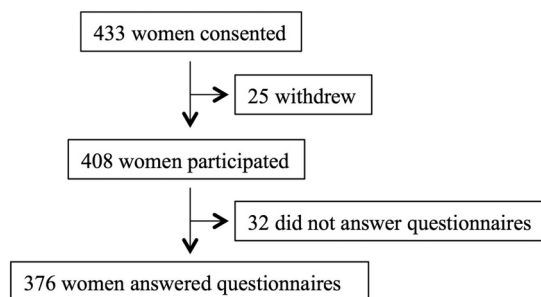 433 women consented
25 withdrew
408 women participated
32 did not answer questionnaires
376 women answered questionnaires